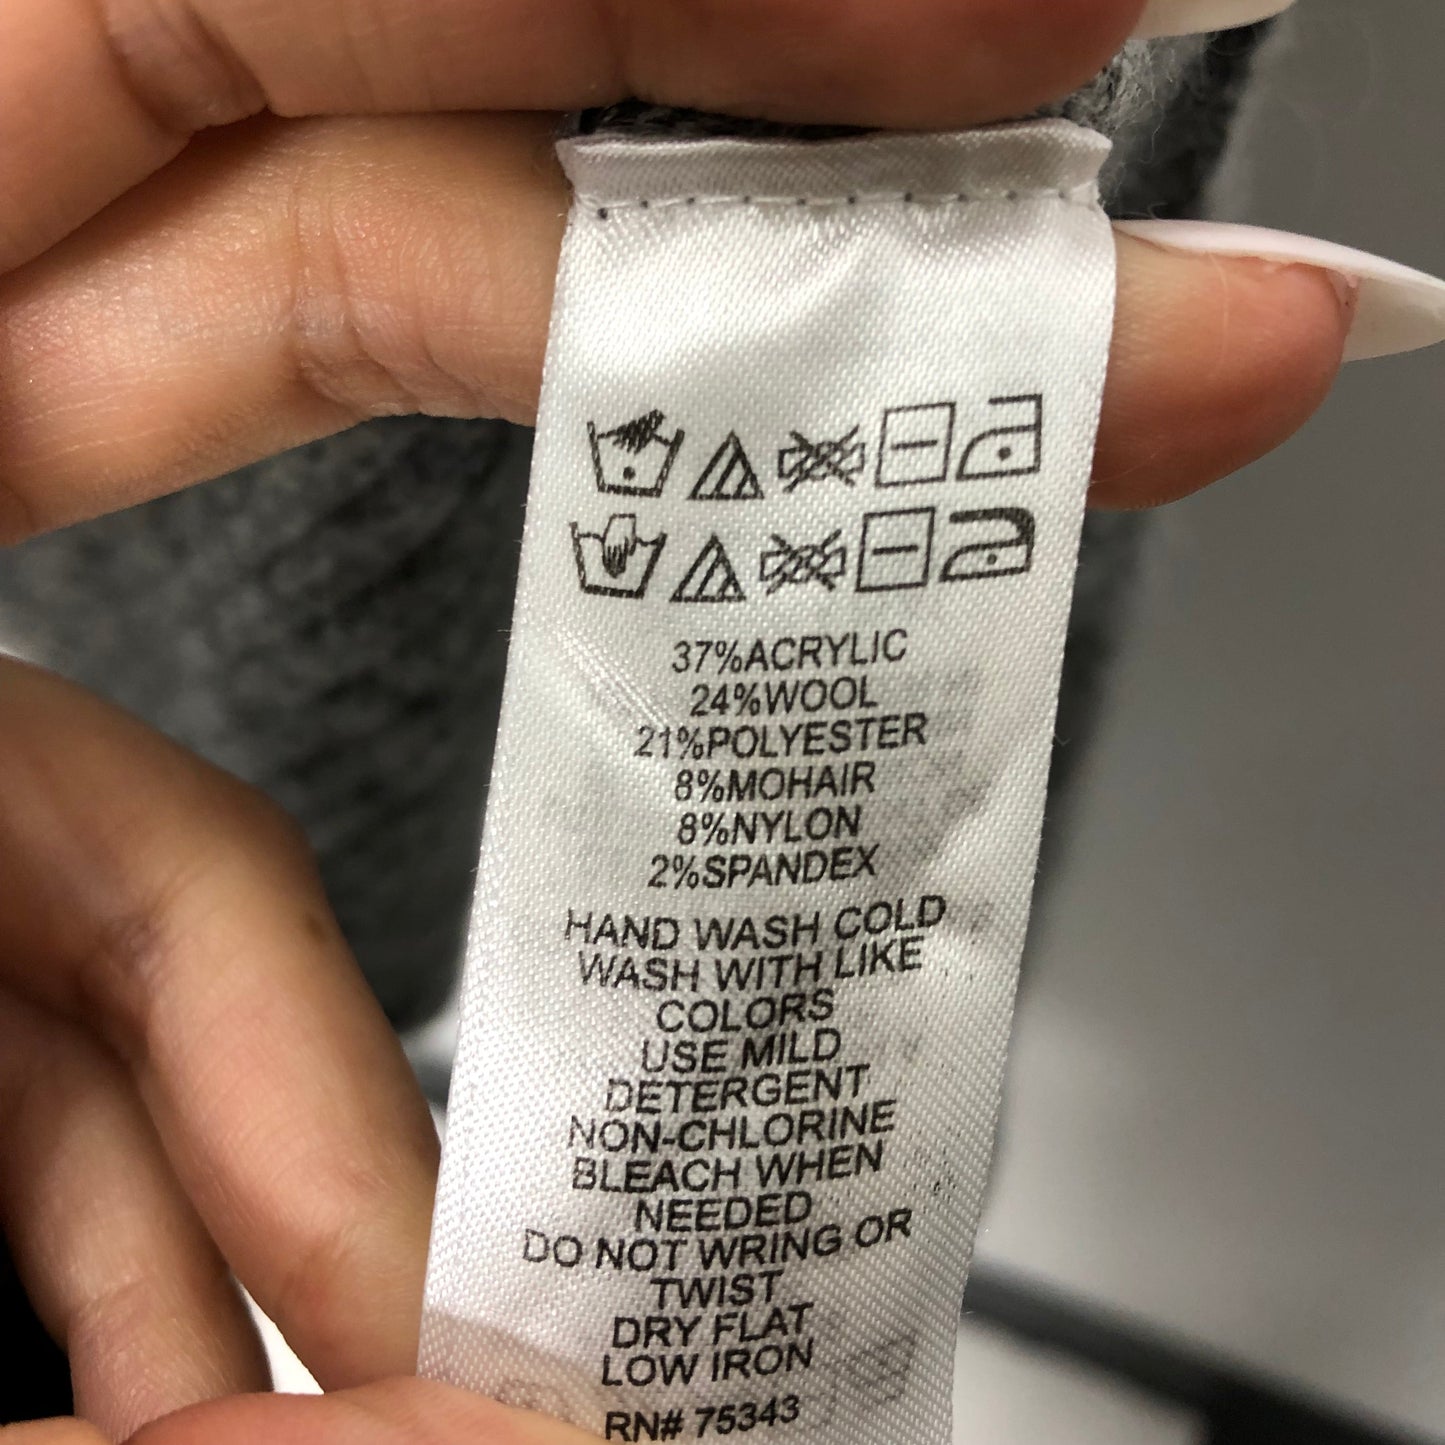 37%ACRYLIC
24%WOOL
21%POLYESTER
8%MOHAIR
8%NYLON
2%SPANDEX
HAND WASH COLD
WASH WITH LIKE
COLORS
USE MILD
DETERGENT
NON-CHLORINE
BLEACH WHEN
NEEDED
DO NOT WRING OR
TWIST
DRY FLAT
LOW IRON
RN# 75343